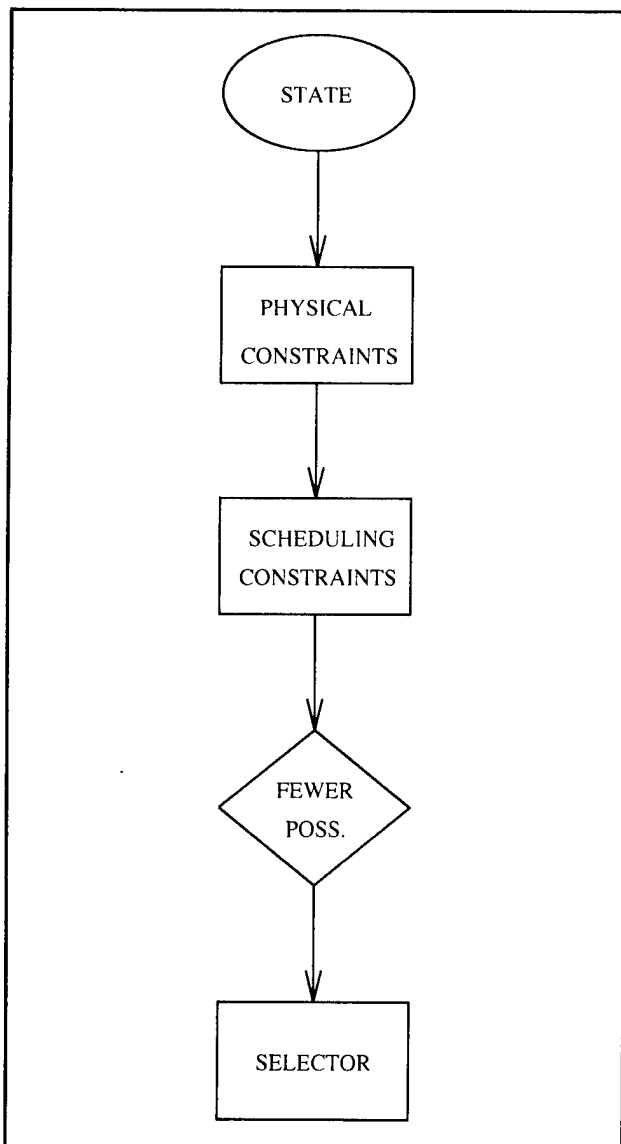 STATE
PHYSICAL
CONSTRAINTS
SCHEDULING
CONSTRAINTS
FEWER
POSS.
SELECTOR